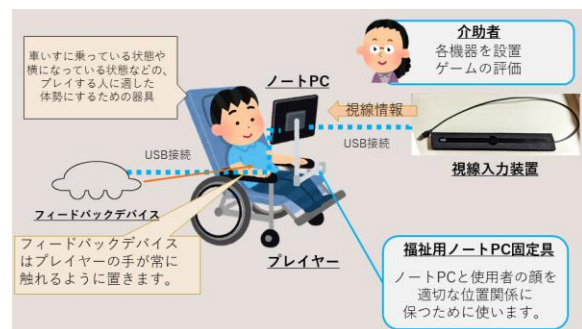 車いすに乗っている状態や
横になっている状態などの、
プレイする人に適した
体勢にするための器具
ノートPC
介助者
各機器を設置
ゲームの評価
視線情報
USB接続
USB接続
視線入力装置
フィードバックデバイス
フィードバックデバイス
はプレイヤーの手が常に
触れるように置きます。
プレイヤー
福祉用ノートPC固定具
ノートPCと使用者の顔を
適切な位置関係に
保つために使います。